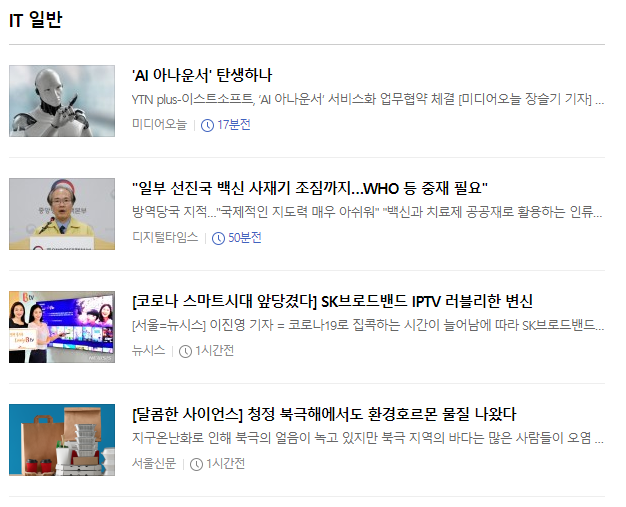 IT 일반
'AI 아나운서' 탄생하나
YTN plus-이스트소프트, 'AI 아나운서' 서비스화 업무협약 체결 [미디어오늘 장슬기 기자] ...
미디어오늘 | 17분전
"일부 선진국 백신 사재기 조짐까지…WHO 등 중재 필요"
방역당국 지적…"국제적인 지도력 매우 아쉬워" "백신과 치료제 공공재로 활용하는 인류...
디지털타임스 | 50분전
[코로나 스마트시대 앞당겼다] SK브로드밴드 IPTV 러블리한 변신
[서울=뉴시스] 이진영 기자 = 코로나19로 집콕하는 시간이 늘어남에 따라 SK브로드밴드...
뉴시스 | 1시간전
[달콤한 사이언스] 청정 북극해에서도 환경호르몬 물질 나왔다
지구온난화로 인해 북극의 얼음이 녹고 있지만 북극 지역의 바다는 많은 사람들이 오염 ...
서울신문 | 1시간전